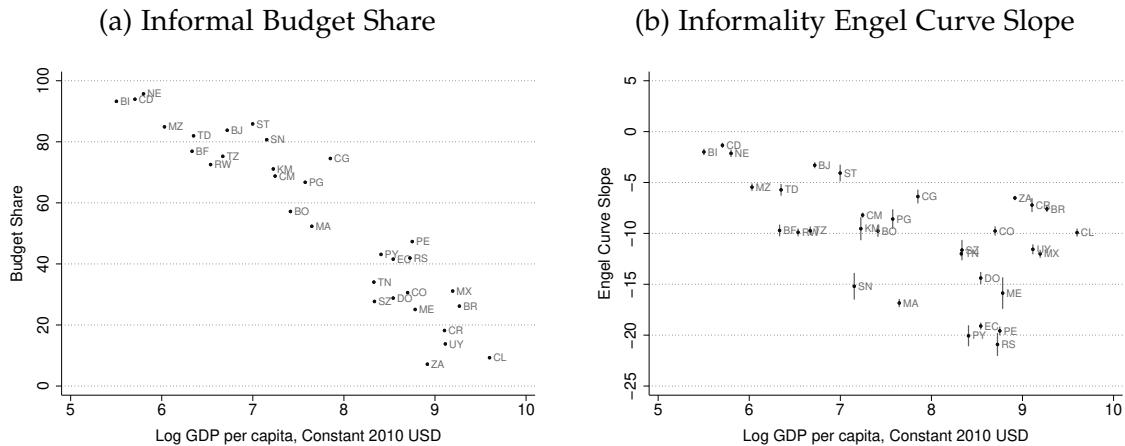 (a) Informal Budget Share
100
80
60
40
20
0
Budget Share
BI
CD
NE
MZ
TD
BF
RW
TZ
BJ
ST
SN
KM
CM
CG
PG
BO
MA
PE
PY
EC
RS
TN
SZ
DO
CO
ME
MX
BR
CR
UY
ZA
CL
5 6 7 8 9 10
Log GDP per capita, Constant 2010 USD
(b) Informality Engel Curve Slope
5
0
−5
−10
−15
−20
−25
Engel Curve Slope
BI
CD
NE
BJ
MZ
TD
ST
CG
ZA
CR
BR
CM
PG
BF
RW
TZ
KM
BO
CO
CL
SZ
TN
UY
MX
DO
SN
ME
MA
EC
PE
PY
RS
5 6 7 8 9 10
Log GDP per capita, Constant 2010 USD